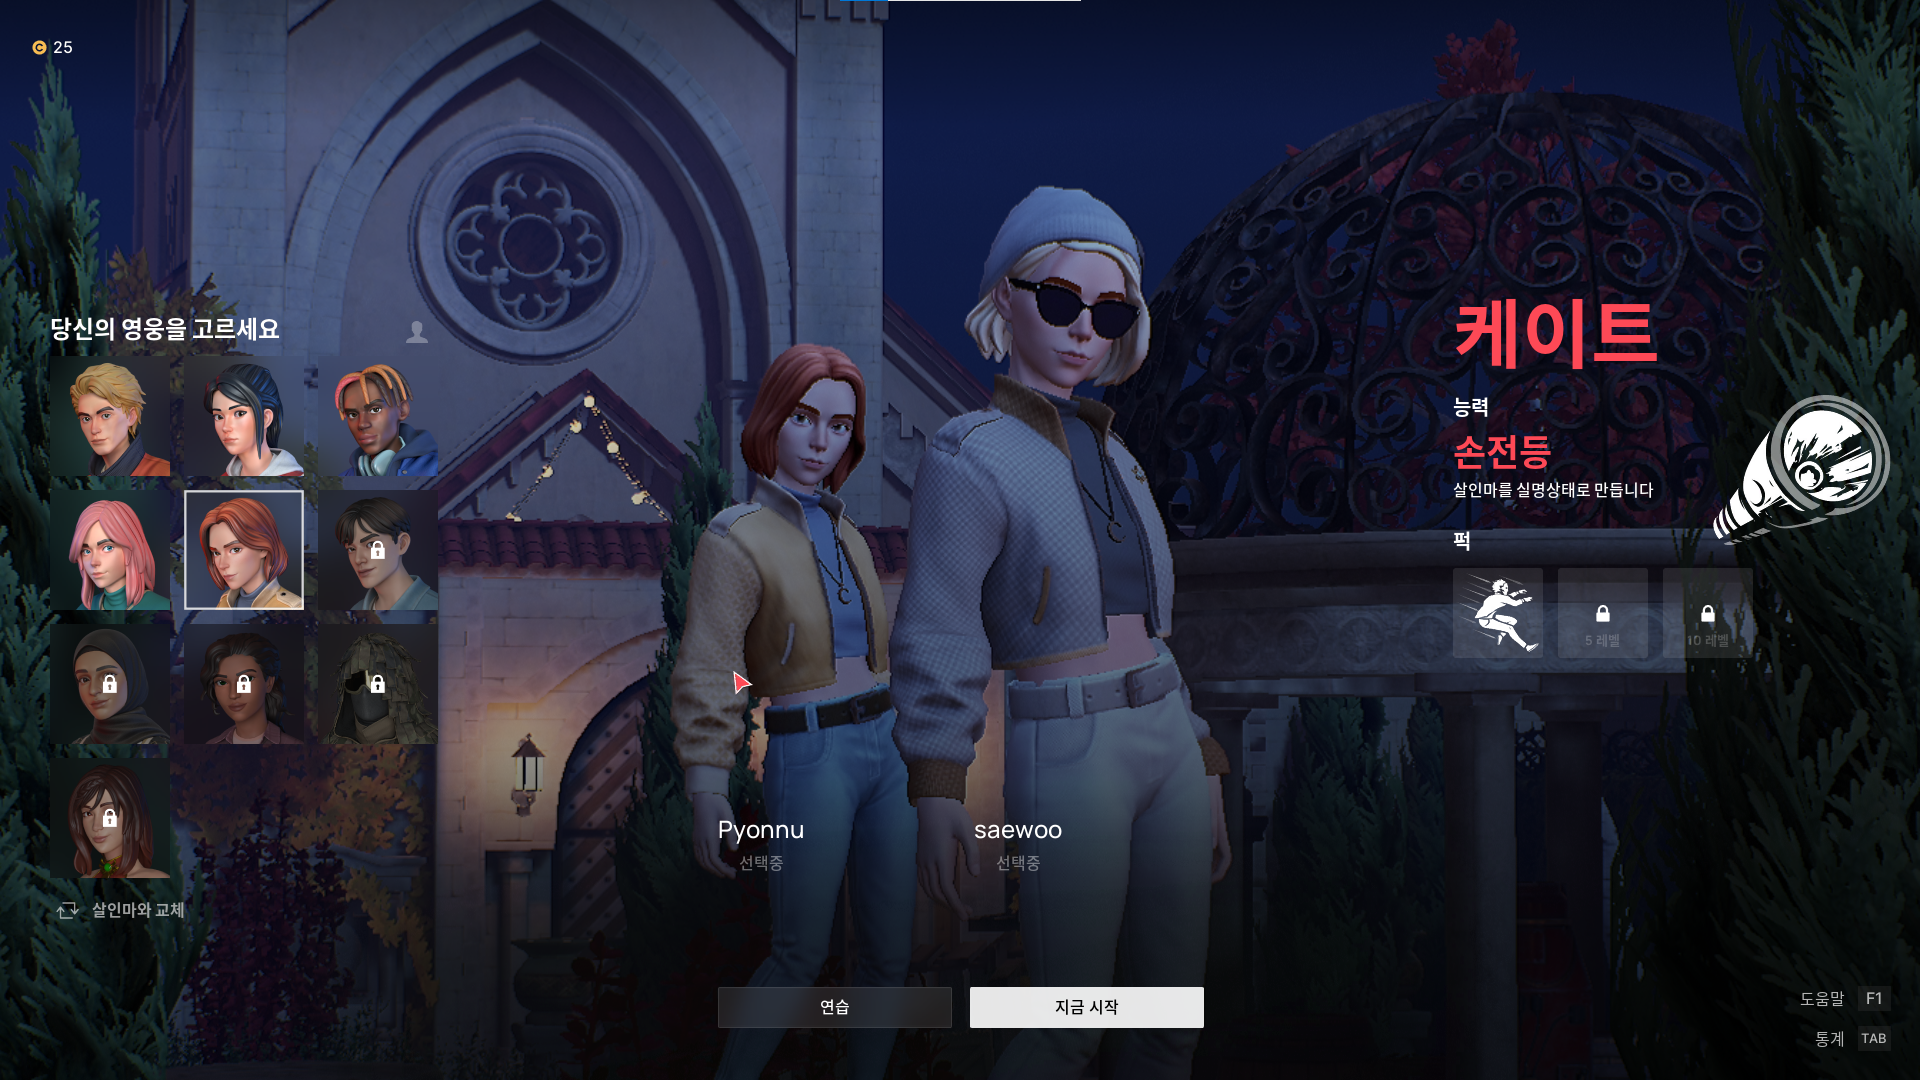 25
당신의 영웅을 고르세요
살인마와 교체
Pyonnu
선택중
saewoo
선택중
연습
지금 시작
케이트
능력
손전등
살인마를 실명상태로 만듭니다
퍽
5 레벨
10 레벨
도움말 F1
통계 TAB